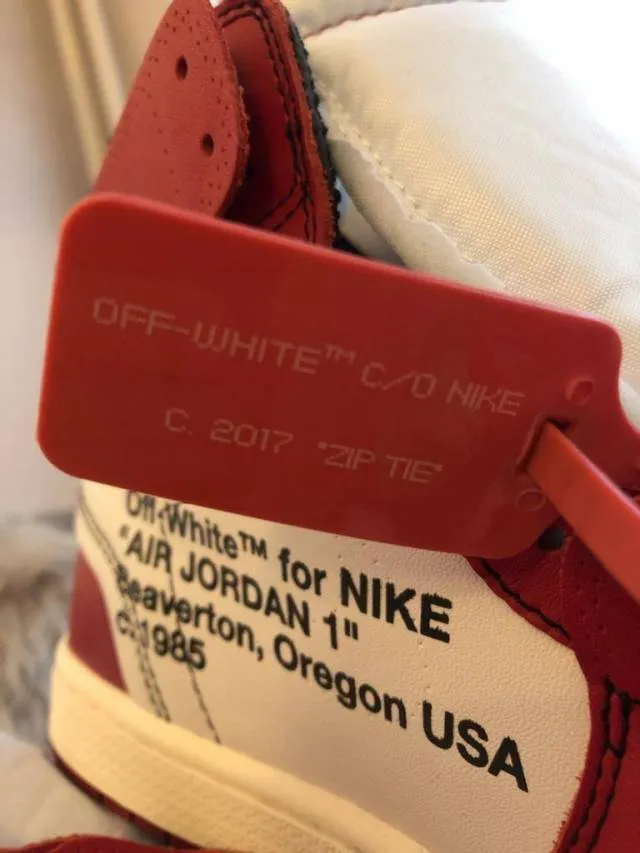 OFF-WHITE™ C/O NIKE
C. 2017 "ZIP TIE"
Off-White™ for NIKE
"AIR JORDAN 1"
Beaverton, Oregon USA
c.1985